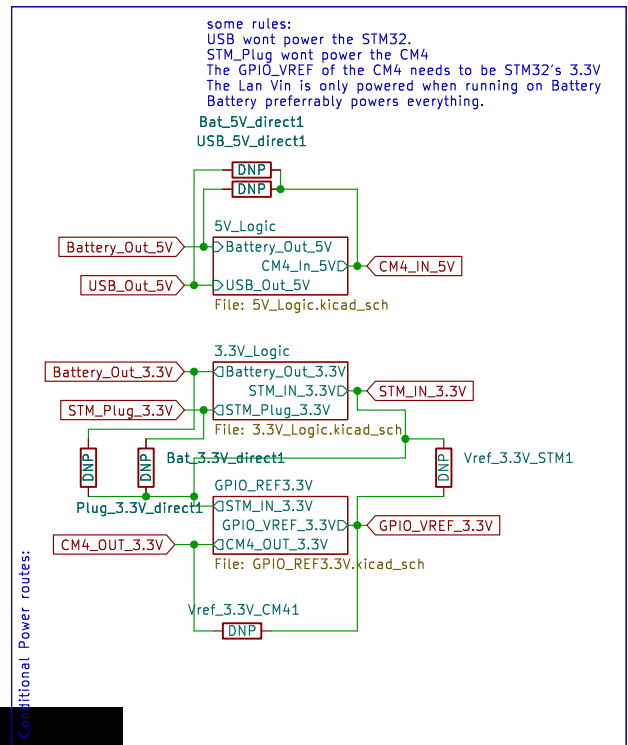 some rules:
USB wont power the STM32.
STM_Plug wont power the CM4
The GPIO_VREF of the CM4 needs to be STM32's 3.3V
The Lan Vin is only powered when running on Battery
Battery preferrably powers everything.
Bat_5V_direct1
USB_5V_direct1
DNP
DNP
5V_Logic
Battery_Out_5V
Battery_Out_5V
CM4_In_5V
CM4_IN_5V
USB_Out_5V
USB_Out_5V
File: 5V_Logic.kicad_sch
3.3V_Logic
Battery_Out_3.3V
Battery_Out_3.3V
STM_IN_3.3V
STM_IN_3.3V
STM_Plug_3.3V
STM_Plug_3.3V
File: 3.3V_Logic.kicad_sch
DNP
DNP
Bat_3.3V_direct1
DNP
Vref_3.3V_STM1
GPIO_REF3.3V
Plug_3.3V_direct1
STM_IN_3.3V
GPIO_VREF_3.3V
GPIO_VREF_3.3V
CM4_OUT_3.3V
CM4_OUT_3.3V
File: GPIO_REF3.3V.kicad_sch
Vref_3.3V_CM41
DNP
Conditional Power routes: